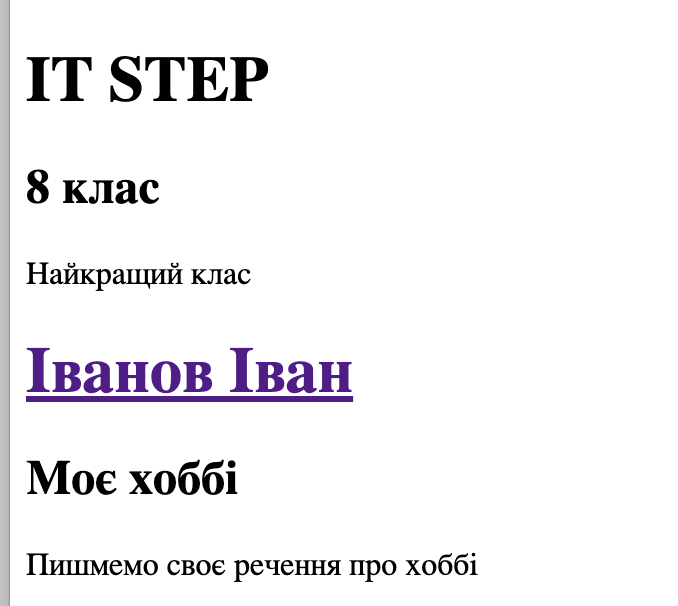 IT STEP
8 клас
Найкращий клас
Іванов Іван
Моє хоббі
Пишмемо своє речення про хоббі